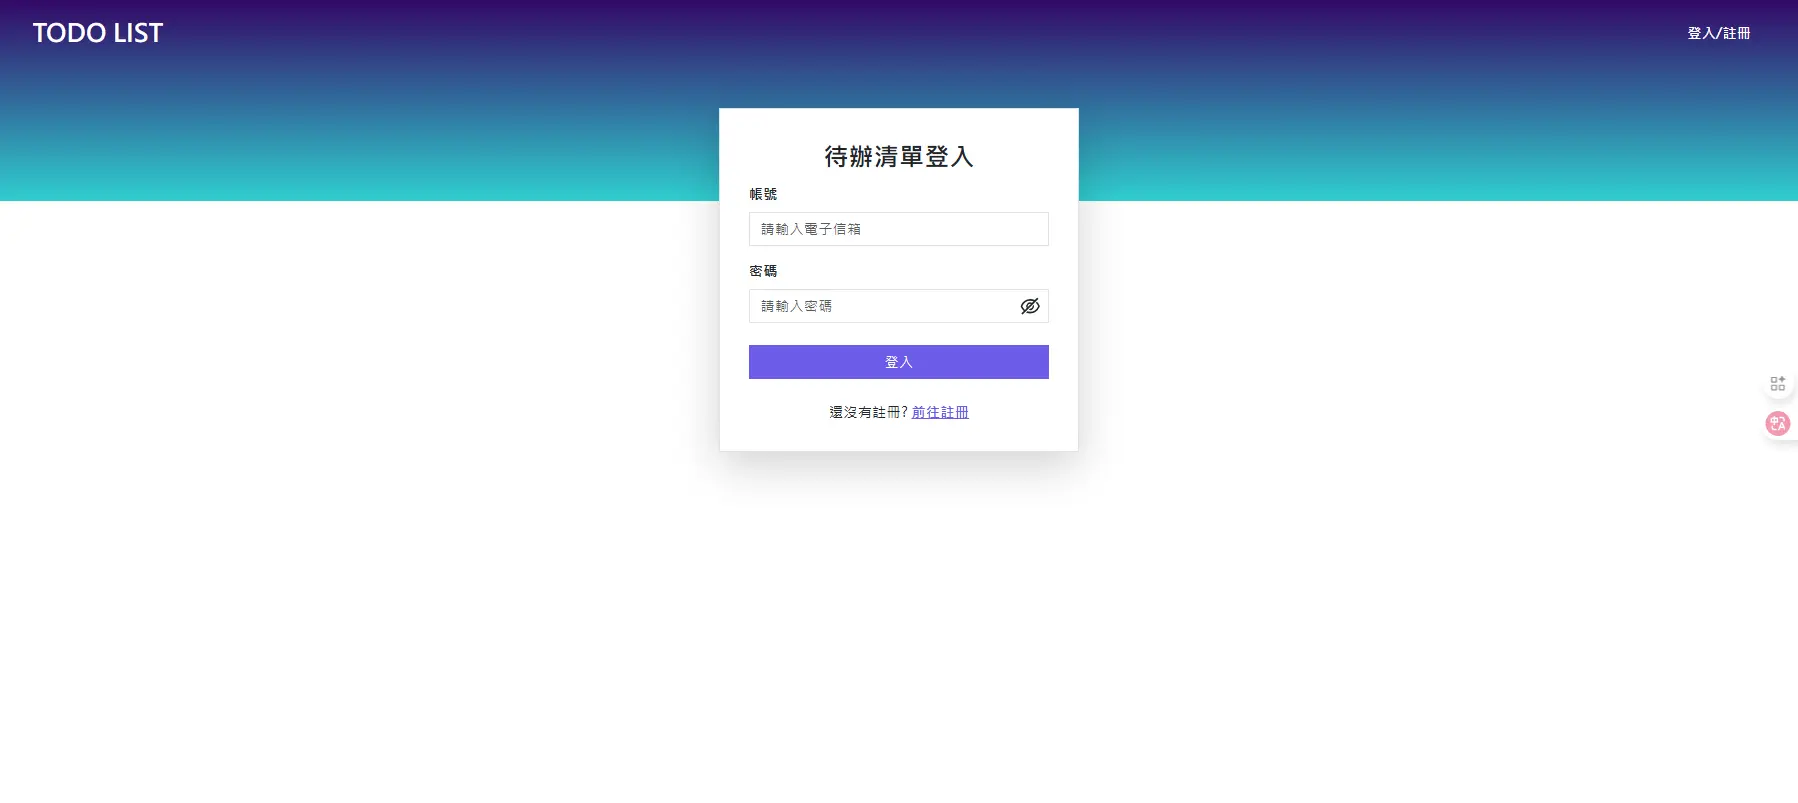 TODO LIST
登入/註冊
待辦清單登入
帳號
請輸入電子信箱
密碼
請輸入密碼
登入
還沒有註冊? 前往註冊